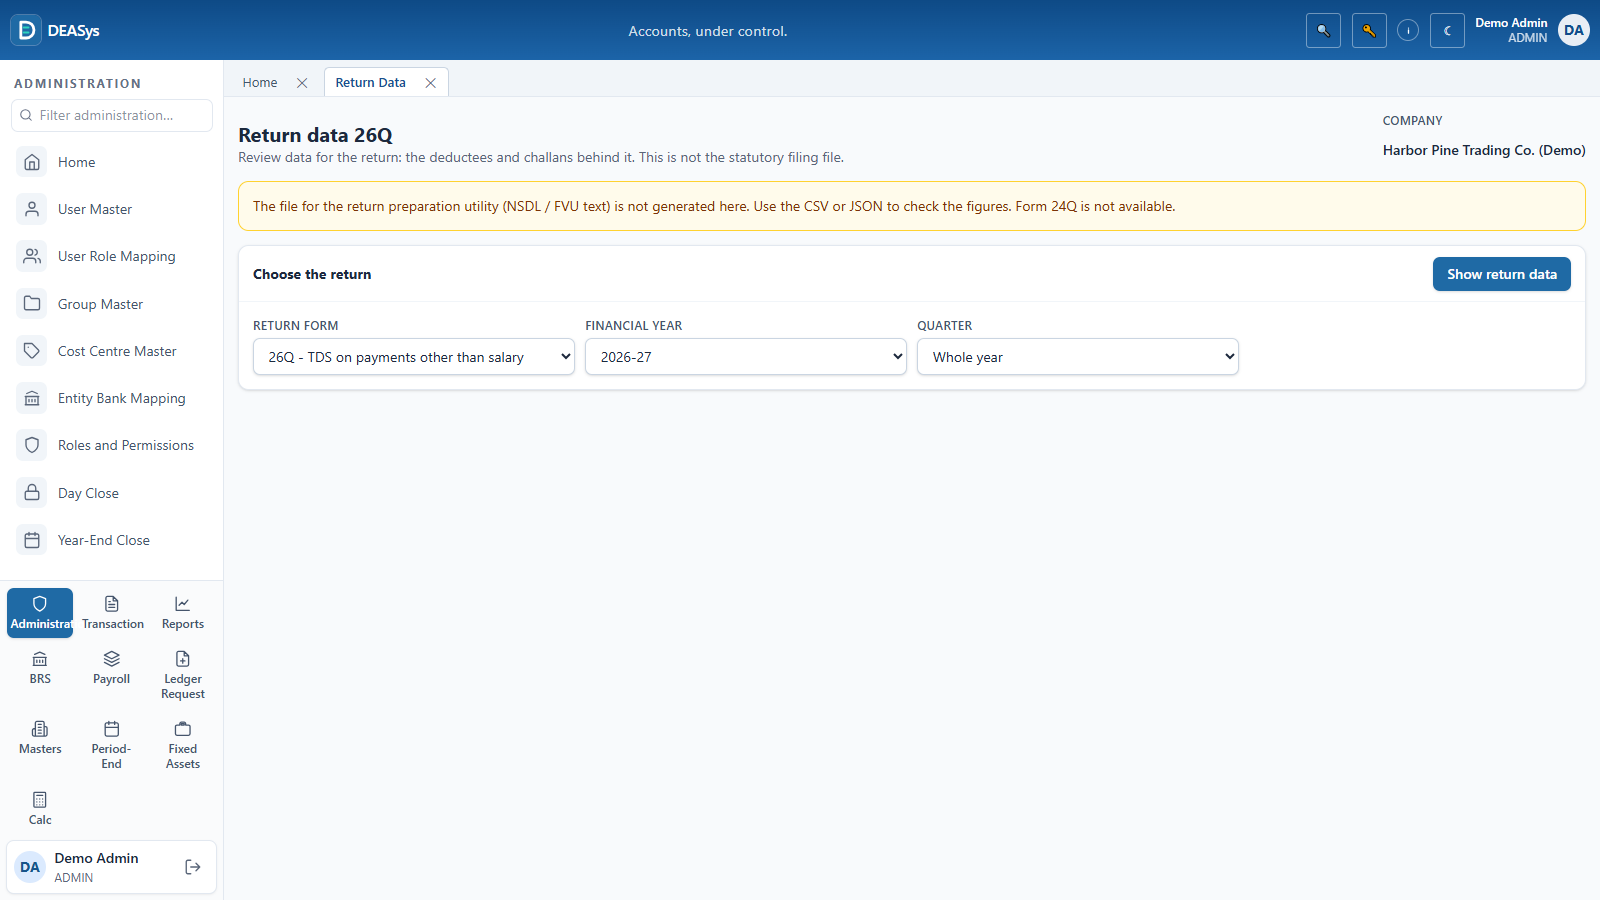 DEASys
Accounts, under control.
Demo Admin
ADMIN
DA
ADMINISTRATION
Filter administration...
Home
User Master
User Role Mapping
Group Master
Cost Centre Master
Entity Bank Mapping
Roles and Permissions
Day Close
Year-End Close
Administrat
Transaction
Reports
BRS
Payroll
Ledger
Request
Masters
Period-
End
Fixed
Assets
Calc
DA
Demo Admin
ADMIN
Home
Return Data
Return data 26Q
Review data for the return: the deductees and challans behind it. This is not the statutory filing file.
COMPANY
Harbor Pine Trading Co. (Demo)
The file for the return preparation utility (NSDL / FVU text) is not generated here. Use the CSV or JSON to check the figures. Form 24Q is not available.
Choose the return
Show return data
RETURN FORM
FINANCIAL YEAR
QUARTER
26Q - TDS on payments other than salary
2026-27
Whole year